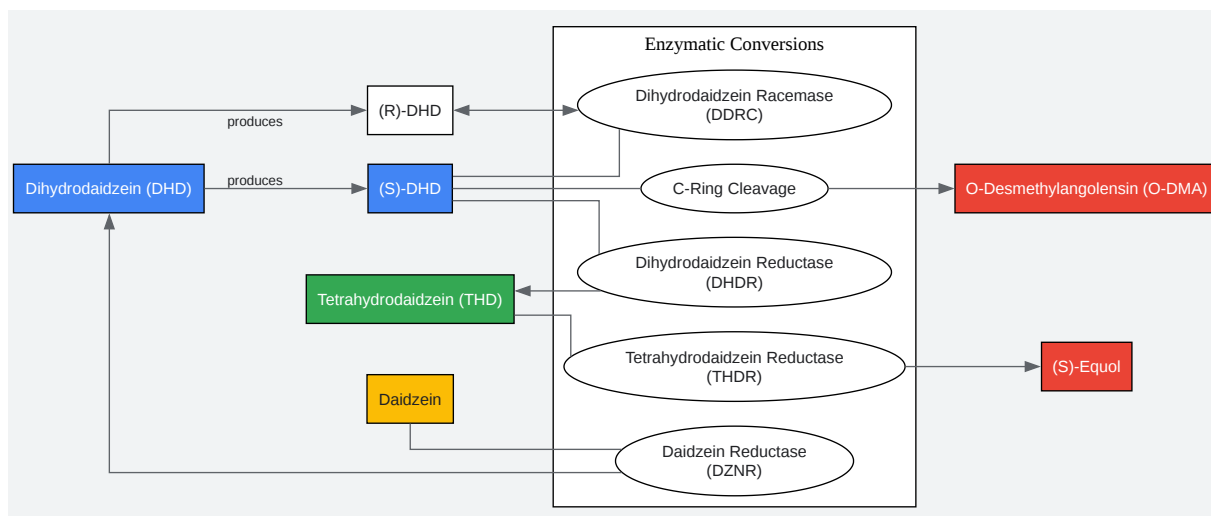 Enzymatic Conversions
Dihydrodaidzein Racemase
(DDRC)
(R)-DHD
produces
Dihydrodaidzein (DHD)
produces
(S)-DHD
C-Ring Cleavage
O-Desmethylangolensin (O-DMA)
Dihydrodaidzein Reductase
(DHDR)
Tetrahydrodaidzein (THD)
Tetrahydrodaidzein Reductase
(THDR)
(S)-Equol
Daidzein
Daidzein Reductase
(DZNR)